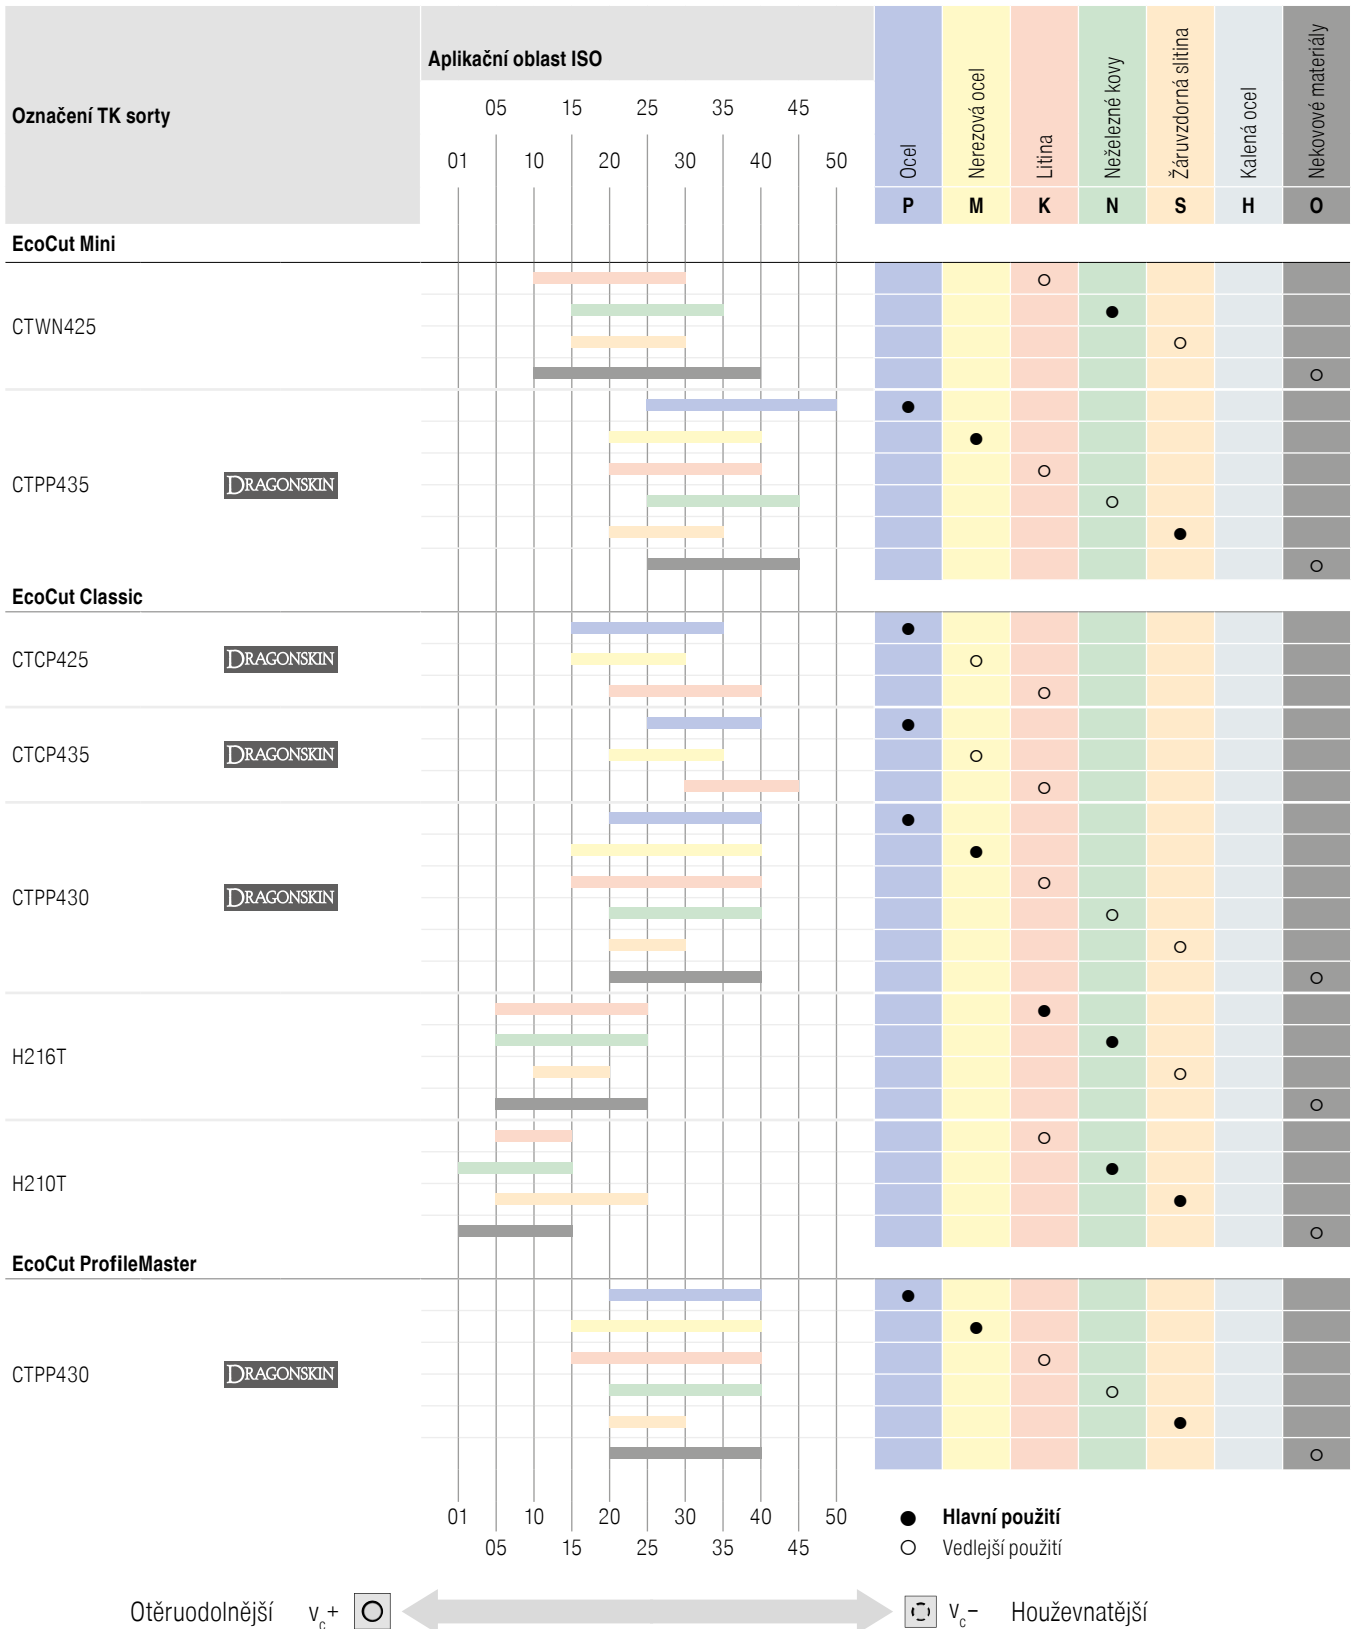 Označení TK sorty
Aplikační oblast ISO
05 15 25 35 45
01 10 20 30 40 50
Ocel
Nerezová ocel
Litina
Neželezné kovy
Žáruvzdorná slitina
Kalená ocel
Nekovové materiály
P M K N S H O
EcoCut Mini
CTWN425
CTPP435 DRAGONSKIN
EcoCut Classic
CTCP425 DRAGONSKIN
CTCP435 DRAGONSKIN
CTPP430 DRAGONSKIN
H216T
H210T
EcoCut ProfileMaster
CTPP430 DRAGONSKIN
01 10 20 30 40 50
05 15 25 35 45
Hlavní použití
Vedlejší použití
Otěruodolnější vc+ vc− Houževnatější